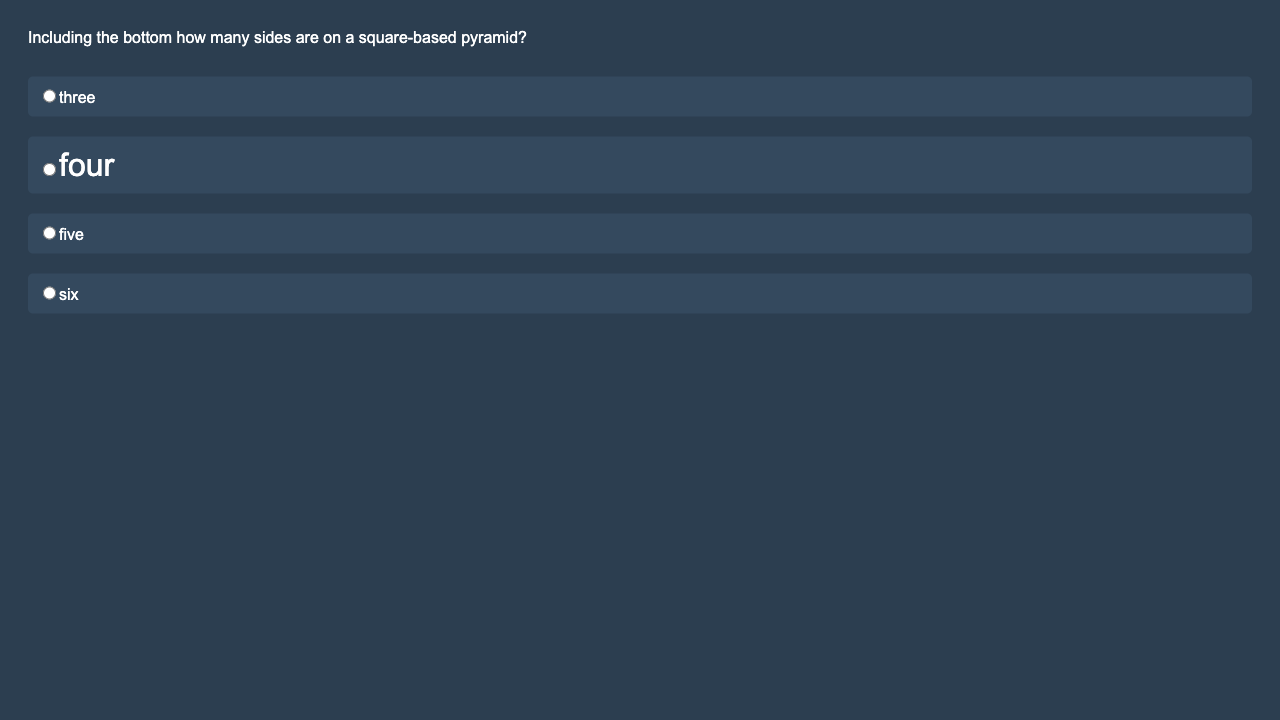 Including the bottom how many sides are on a square-based pyramid?
three
four
five
six